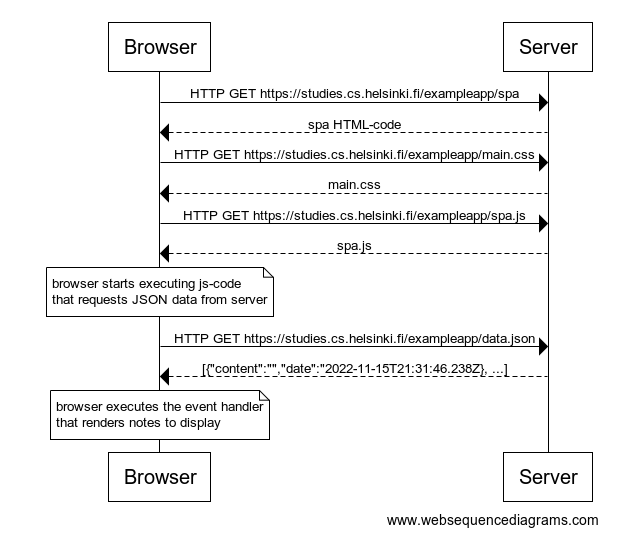 Browser
Server
HTTP GET https://studies.cs.helsinki.fi/exampleapp/spa
spa HTML-code
HTTP GET https://studies.cs.helsinki.fi/exampleapp/main.css
main.css
HTTP GET https://studies.cs.helsinki.fi/exampleapp/spa.js
spa.js
browser starts executing js-code
that requests JSON data from server
HTTP GET https://studies.cs.helsinki.fi/exampleapp/data.json
[{"content":"","date":"2022-11-15T21:31:46.238Z}, ...]
browser executes the event handler
that renders notes to display
Browser
Server
www.websequencediagrams.com